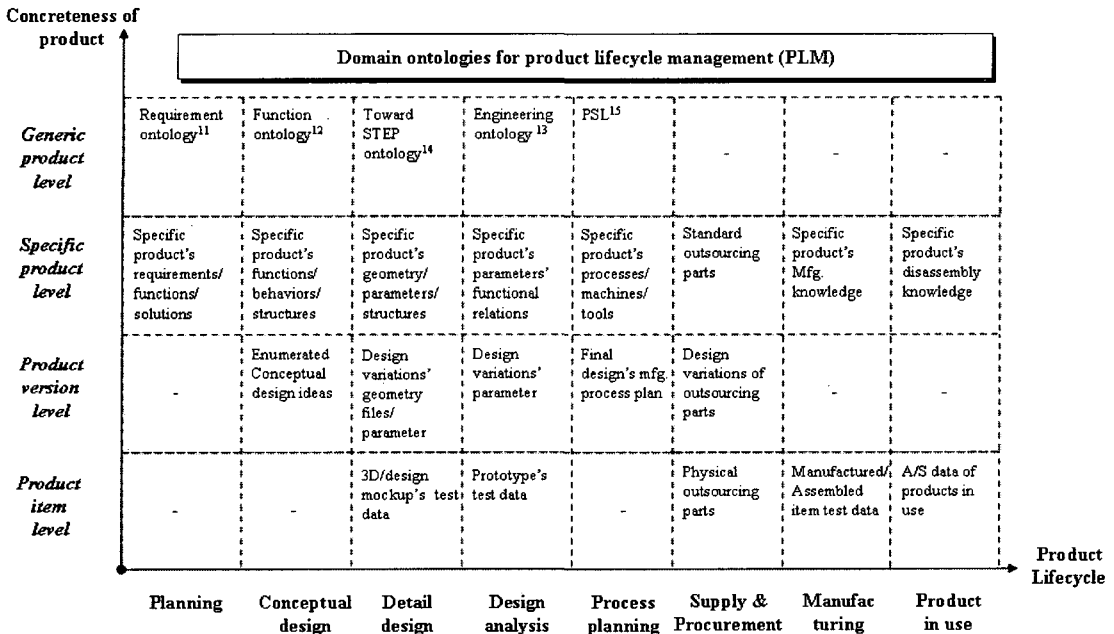 Concreteness of
product
Domain ontologies for product lifecycle management (PLM)
Generic
product
level
Requirement
ontology11
Function
ontology12
Toward
STEP
ontology14
Engineering
ontology 13
PSL15
-
-
-
Specific
product
level
Specific
product's
requirements/
functions/
solutions
Specific
product's
functions/
behaviors/
structures
Specific
product's
geometry/
parameters/
structures
Specific
product's
parameters'
functional
relations
Specific
product's
processes/
machines/
tools
Standard
outsourcing
parts
Specific
product's
Mfg.
knowledge
Specific
product's
disassembly
knowledge
Product
version
level
-
Enumerated
Conceptual
design ideas
Design
variations'
geometry
files/
parameter
Design
variations'
parameter
Final
design's mfg.
process plan
Design
variations of
outsourcing
parts
-
-
Product
item
level
-
-
3D/design
mockup's test
data
Prototype's
test data
-
Physical
outsourcing
parts
Manufactured/
Assembled
item test data
A/S data of
products in
use
Product
Lifecycle
Planning
Conceptual
design
Detail
design
Design
analysis
Process
planning
Supply &
Procurement
Manufac
turing
Product
in use